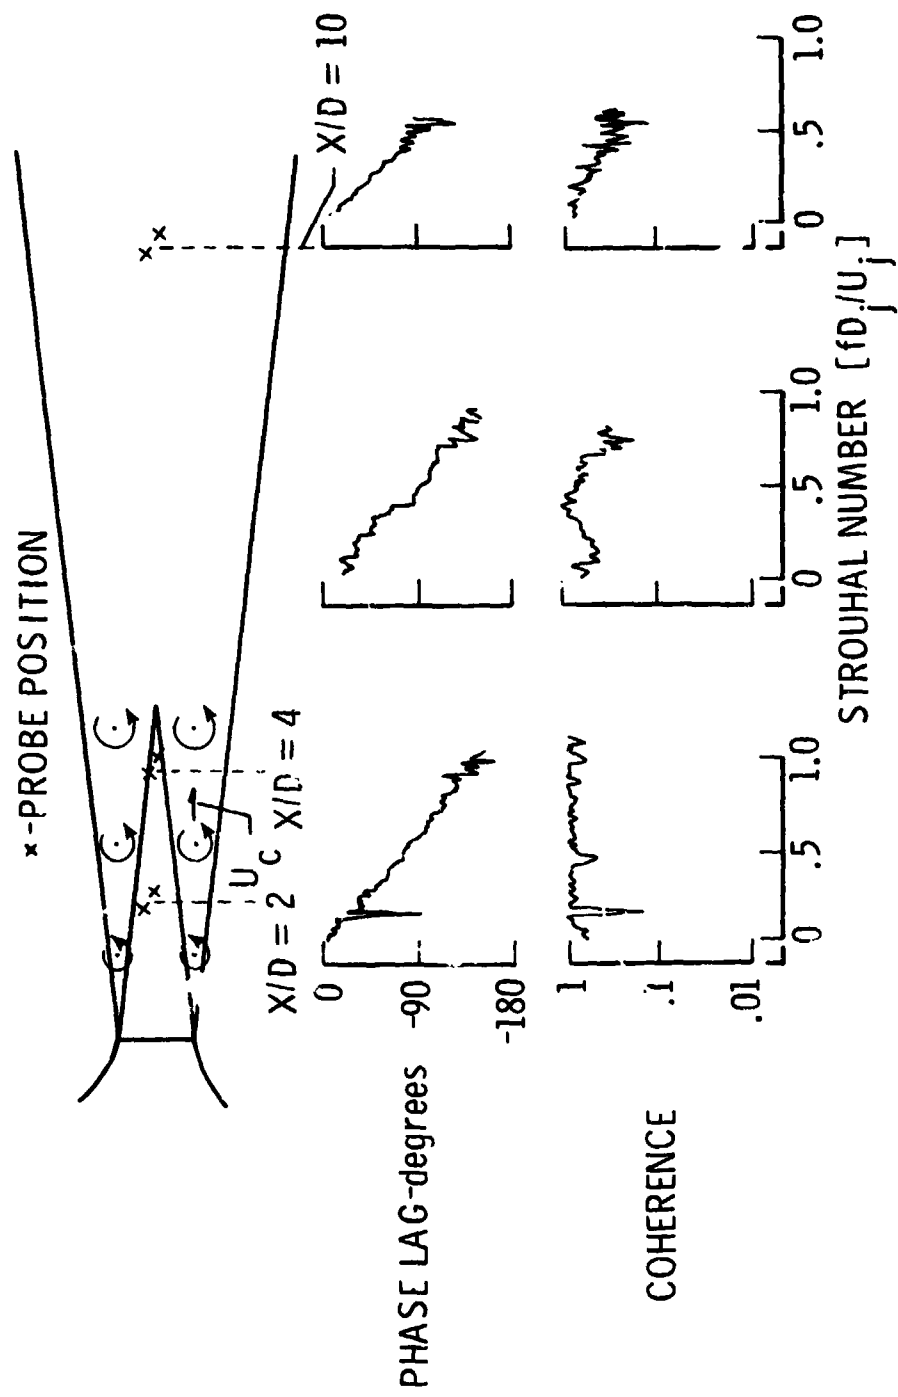 ×-PROBE POSITION
U_C
X/D = 2
X/D = 4
X/D = 10
PHASE LAG-degrees
0
-90
-180
COHERENCE
1
.1
.01
0
.5
1.0
0
.5
1.0
0
.5
1.0
STROUHAL NUMBER [fD_j/U_j]